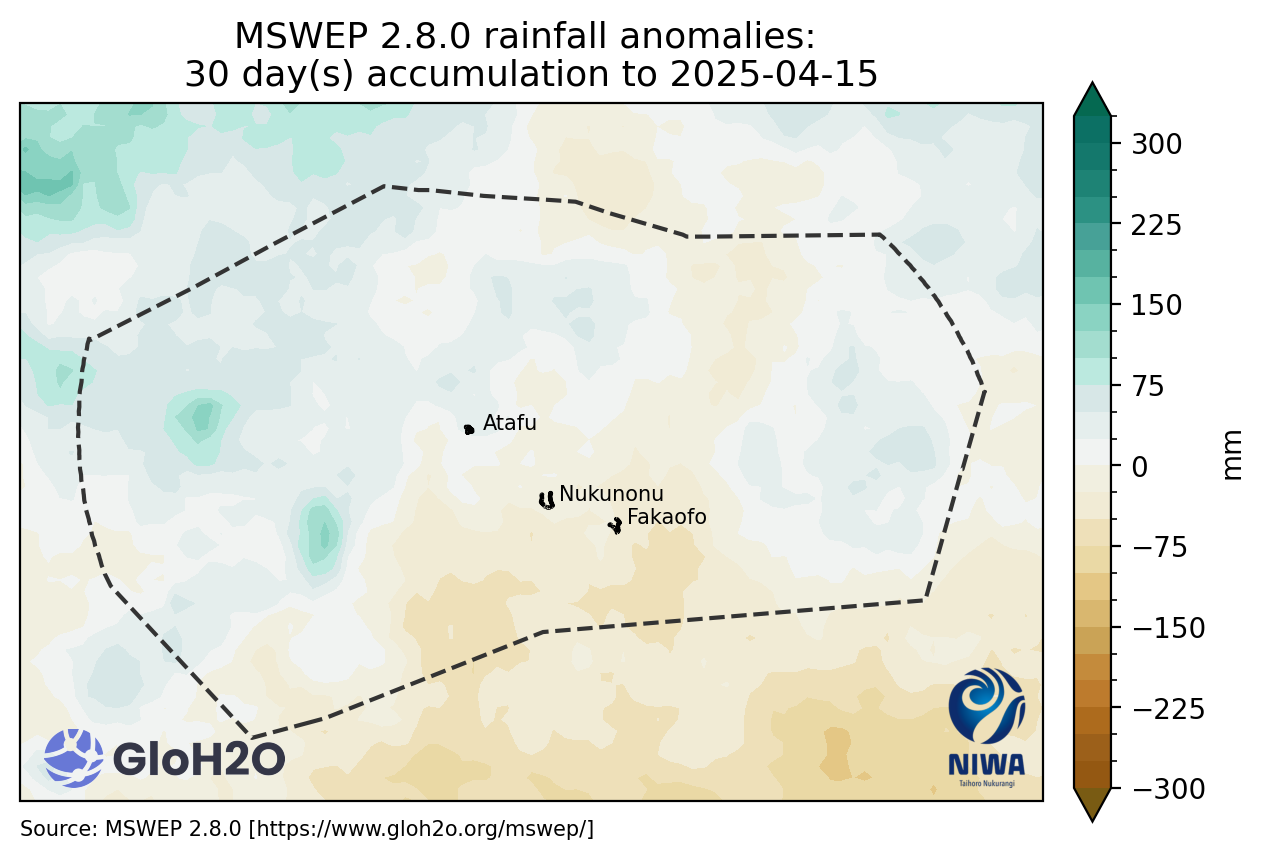 MSWEP 2.8.0 rainfall anomalies:
30 day(s) accumulation to 2025-04-15
300
225
150
75
0
−75
−150
−225
−300
mm
Atafu
Nukunonu
Fakaofo
GloH2O
NIWA
Taihoro Nukurangi
Source: MSWEP 2.8.0 [https://www.gloh2o.org/mswep/]